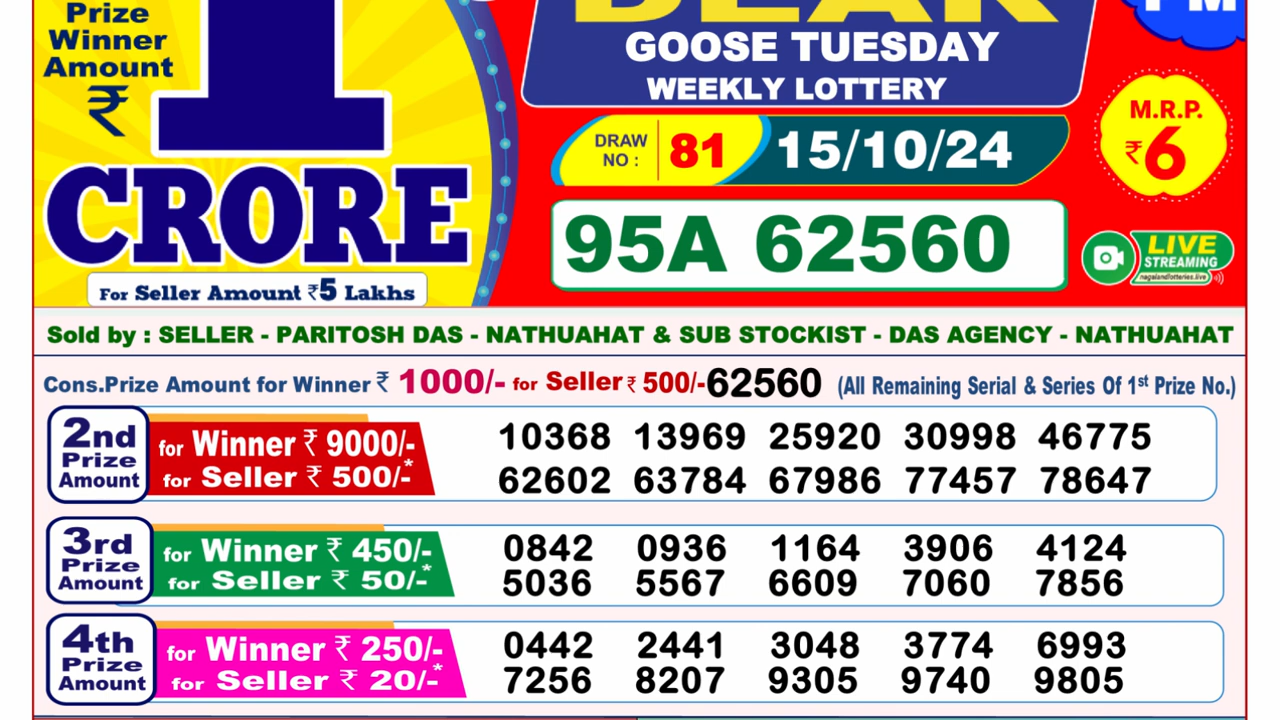 Prize
Winner
Amount
₹
1
CRORE
For Seller Amount ₹5 Lakhs
DEAR
GOOSE TUESDAY
WEEKLY LOTTERY
PM
DRAW
NO :
81
15/10/24
M.R.P.
₹6
95A 62560
LIVE
STREAMING
nagalandlotteries.live
Sold by : SELLER - PARITOSH DAS - NATHUAHAT & SUB STOCKIST - DAS AGENCY - NATHUAHAT
Cons.Prize Amount for Winner ₹ 1000/- for Seller ₹ 500/- 62560 (All Remaining Serial & Series Of 1st Prize No.)
2nd
Prize
Amount
for Winner ₹ 9000/-
for Seller ₹ 500/-*
10368 13969 25920 30998 46775
62602 63784 67986 77457 78647
3rd
Prize
Amount
for Winner ₹ 450/-
for Seller ₹ 50/-*
0842 0936 1164 3906 4124
5036 5567 6609 7060 7856
4th
Prize
Amount
for Winner ₹ 250/-
for Seller ₹ 20/-*
0442 2441 3048 3774 6993
7256 8207 9305 9740 9805